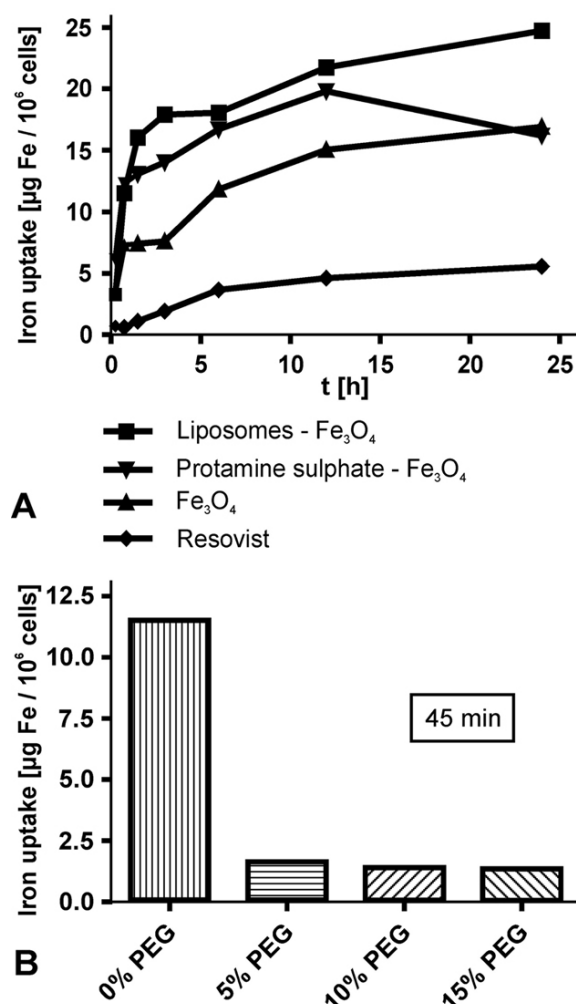 Iron uptake [µg Fe / 10⁶ cells]
25
20
15
10
5
0
0 5 10 15 20 25
t [h]
Liposomes - Fe₃O₄
Protamine sulphate - Fe₃O₄
Fe₃O₄
Resovist
A
Iron uptake [µg Fe / 10⁶ cells]
12.5
10.0
7.5
5.0
2.5
0.0
45 min
0% PEG 5% PEG 10% PEG 15% PEG
B